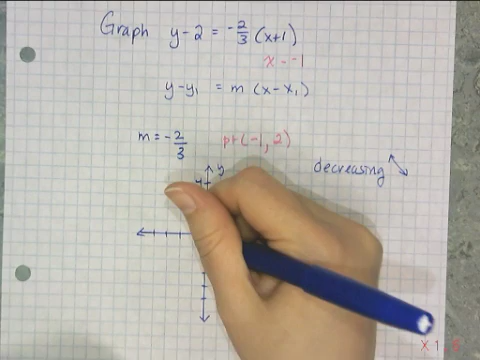 Graph y-2 = -2/3 (x+1)
x - -1
y-y₁ = m (x-x₁)
m = -2/3 pt (-1, 2)
decreasing
y
4